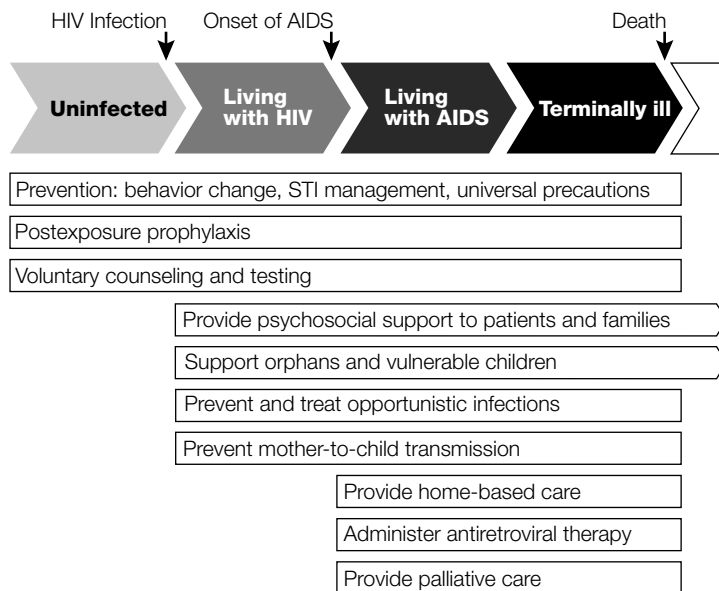 HIV Infection
Onset of AIDS
Death
Uninfected
Living
with HIV
Living
with AIDS
Terminally ill
Prevention: behavior change, STI management, universal precautions
Postexposure prophylaxis
Voluntary counseling and testing
Provide psychosocial support to patients and families
Support orphans and vulnerable children
Prevent and treat opportunistic infections
Prevent mother-to-child transmission
Provide home-based care
Administer antiretroviral therapy
Provide palliative care